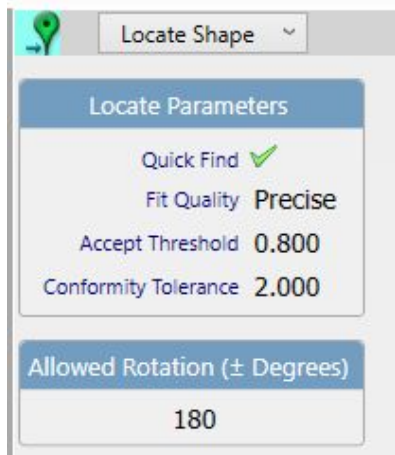 Locate Shape
Locate Parameters
Quick Find
Fit Quality Precise
Accept Threshold 0.800
Conformity Tolerance 2.000
Allowed Rotation (± Degrees)
180